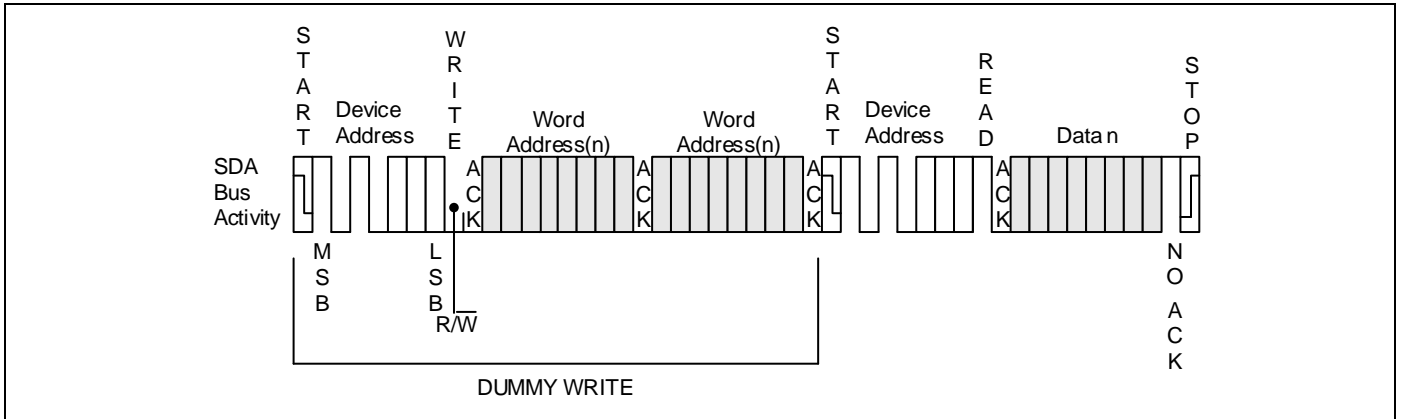 START
WRITE
START
READ
STOP
Device
Address
Word
Address(n)
Word
Address(n)
Device
Address
Data n
SDA
Bus
Activity
ACK
ACK
ACK
ACK
MSB
LSB
R/W̅
NO ACK
DUMMY WRITE